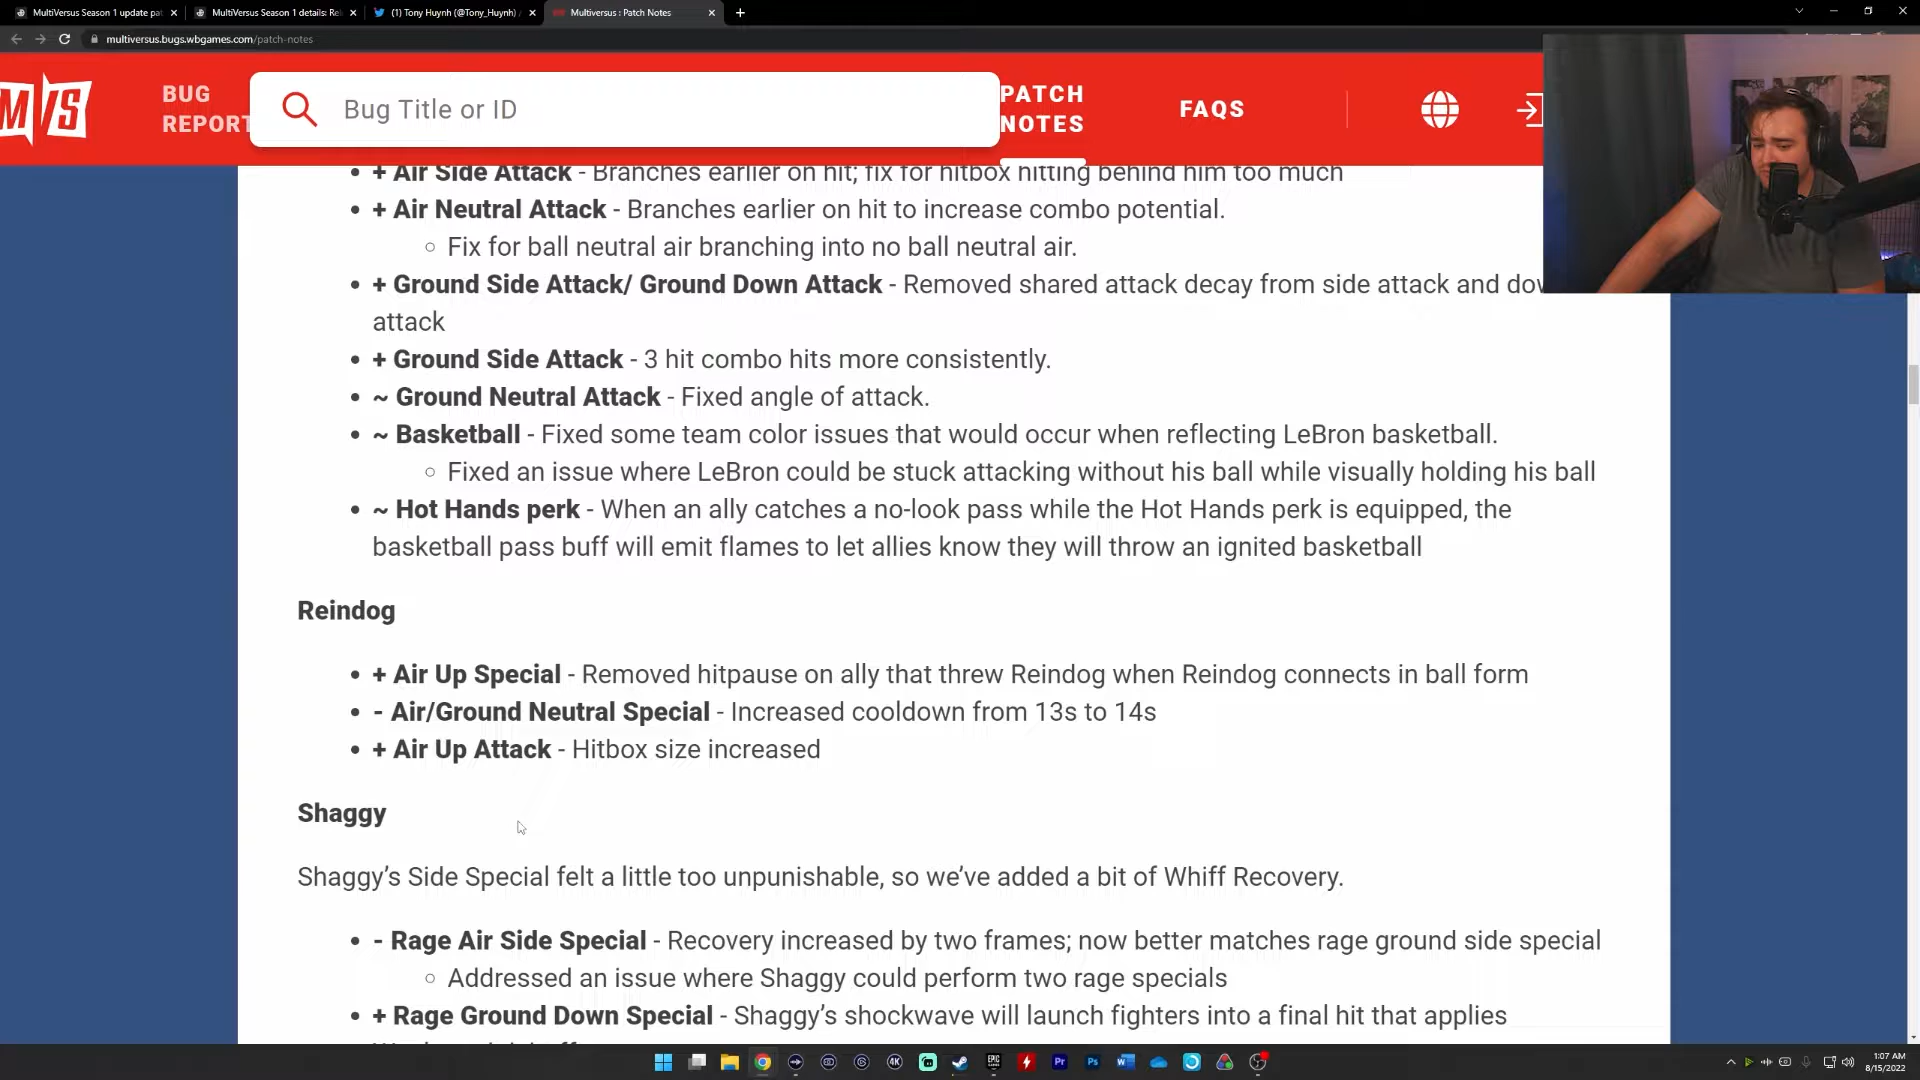 MultiVersus Season 1 update pat
MultiVersus Season 1 details: Rel
(1) Tony Huynh (@Tony_Huynh) /
Multiversus : Patch Notes
multiversus.bugs.wbgames.com/patch-notes
M/S
BUG
REPORT
Bug Title or ID
PATCH
NOTES
FAQS
• + Air Side Attack - Branches earlier on hit; fix for hitbox hitting behind him too much
• + Air Neutral Attack - Branches earlier on hit to increase combo potential.
○ Fix for ball neutral air branching into no ball neutral air.
• + Ground Side Attack/ Ground Down Attack - Removed shared attack decay from side attack and dow
attack
• + Ground Side Attack - 3 hit combo hits more consistently.
• ~ Ground Neutral Attack - Fixed angle of attack.
• ~ Basketball - Fixed some team color issues that would occur when reflecting LeBron basketball.
○ Fixed an issue where LeBron could be stuck attacking without his ball while visually holding his ball
• ~ Hot Hands perk - When an ally catches a no-look pass while the Hot Hands perk is equipped, the
basketball pass buff will emit flames to let allies know they will throw an ignited basketball
Reindog
• + Air Up Special - Removed hitpause on ally that threw Reindog when Reindog connects in ball form
• - Air/Ground Neutral Special - Increased cooldown from 13s to 14s
• + Air Up Attack - Hitbox size increased
Shaggy
Shaggy’s Side Special felt a little too unpunishable, so we’ve added a bit of Whiff Recovery.
• - Rage Air Side Special - Recovery increased by two frames; now better matches rage ground side special
○ Addressed an issue where Shaggy could perform two rage specials
• + Rage Ground Down Special - Shaggy’s shockwave will launch fighters into a final hit that applies
4K
EPIC
Pr
Ps
W
1:07 AM
8/15/2022